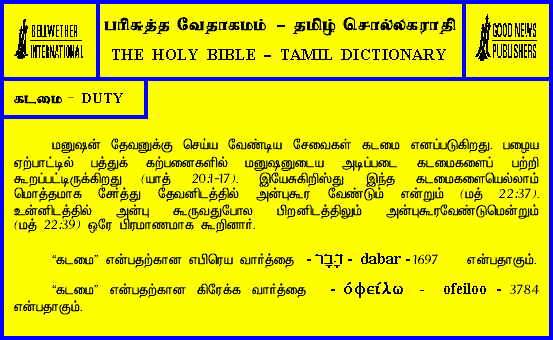 BELLWETHER
INTERNATIONAL
பரிசுத்த வேதாகமம் - தமிழ் சொல்லகராதி
THE HOLY BIBLE - TAMIL DICTIONARY
GOOD NEWS
PUBLISHERS
கடமை - DUTY
மனுஷன் தேவனுக்கு செய்ய வேண்டிய சேவைகள் கடமை எனப்படுகிறது. பழைய
ஏற்பாட்டில் பத்துக் கற்பனைகளில் மனுஷனுடைய அடிப்படை கடமைகளைப் பற்றி
கூறப்பட்டிருக்கிறது (யாத் 20:1-17). இயேசுகிறிஸ்து இந்த கடமைகளையெல்லாம்
மொத்தமாக சேர்த்து தேவனிடத்தில் அன்புகூர வேண்டும் என்றும் (மத் 22:37).
உன்னிடத்தில் அன்பு கூருவதுபோல பிறனிடத்திலும் அன்புகூரவேண்டுமென்றும்
(மத் 22:39) ஒரே பிரமாணமாக கூறினார்.
“கடமை” என்பதற்கான எபிரெய வார்த்தை - דָּבָר - dabar - 1697 என்பதாகும்.
“கடமை” என்பதற்கான கிரேக்க வார்த்தை - όφείλω - ofeiloo - 3784
என்பதாகும்.